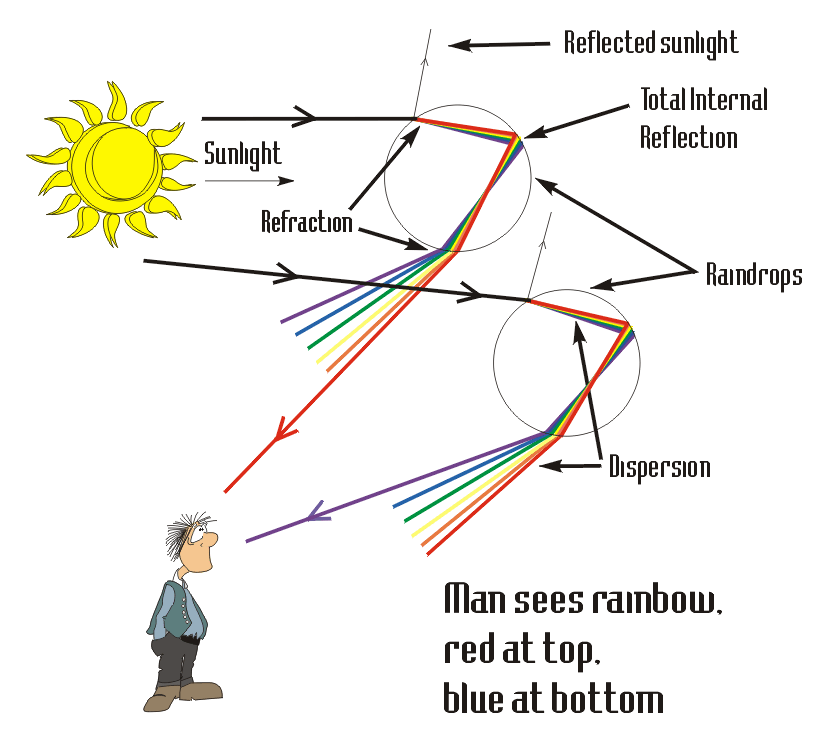 Reflected sunlight
Total Internal
Reflection
Sunlight
Refraction
Raindrops
Dispersion
Man sees rainbow,
red at top,
blue at bottom